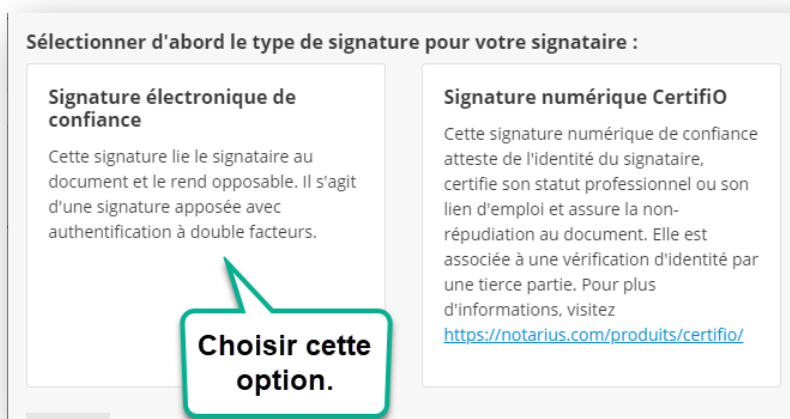 Sélectionner d'abord le type de signature pour votre signataire :
Signature électronique de
confiance
Cette signature lie le signataire au
document et le rend opposable. Il s'agit
d'une signature apposée avec
authentification à double facteurs.
Choisir cette
option.
Signature numérique CertifiO
Cette signature numérique de confiance
atteste de l'identité du signataire,
certifie son statut professionnel ou son
lien d'emploi et assure la non-
répudiation au document. Elle est
associée à une vérification d'identité par
une tierce partie. Pour plus
d'informations, visitez
https://notarius.com/produits/certifio/